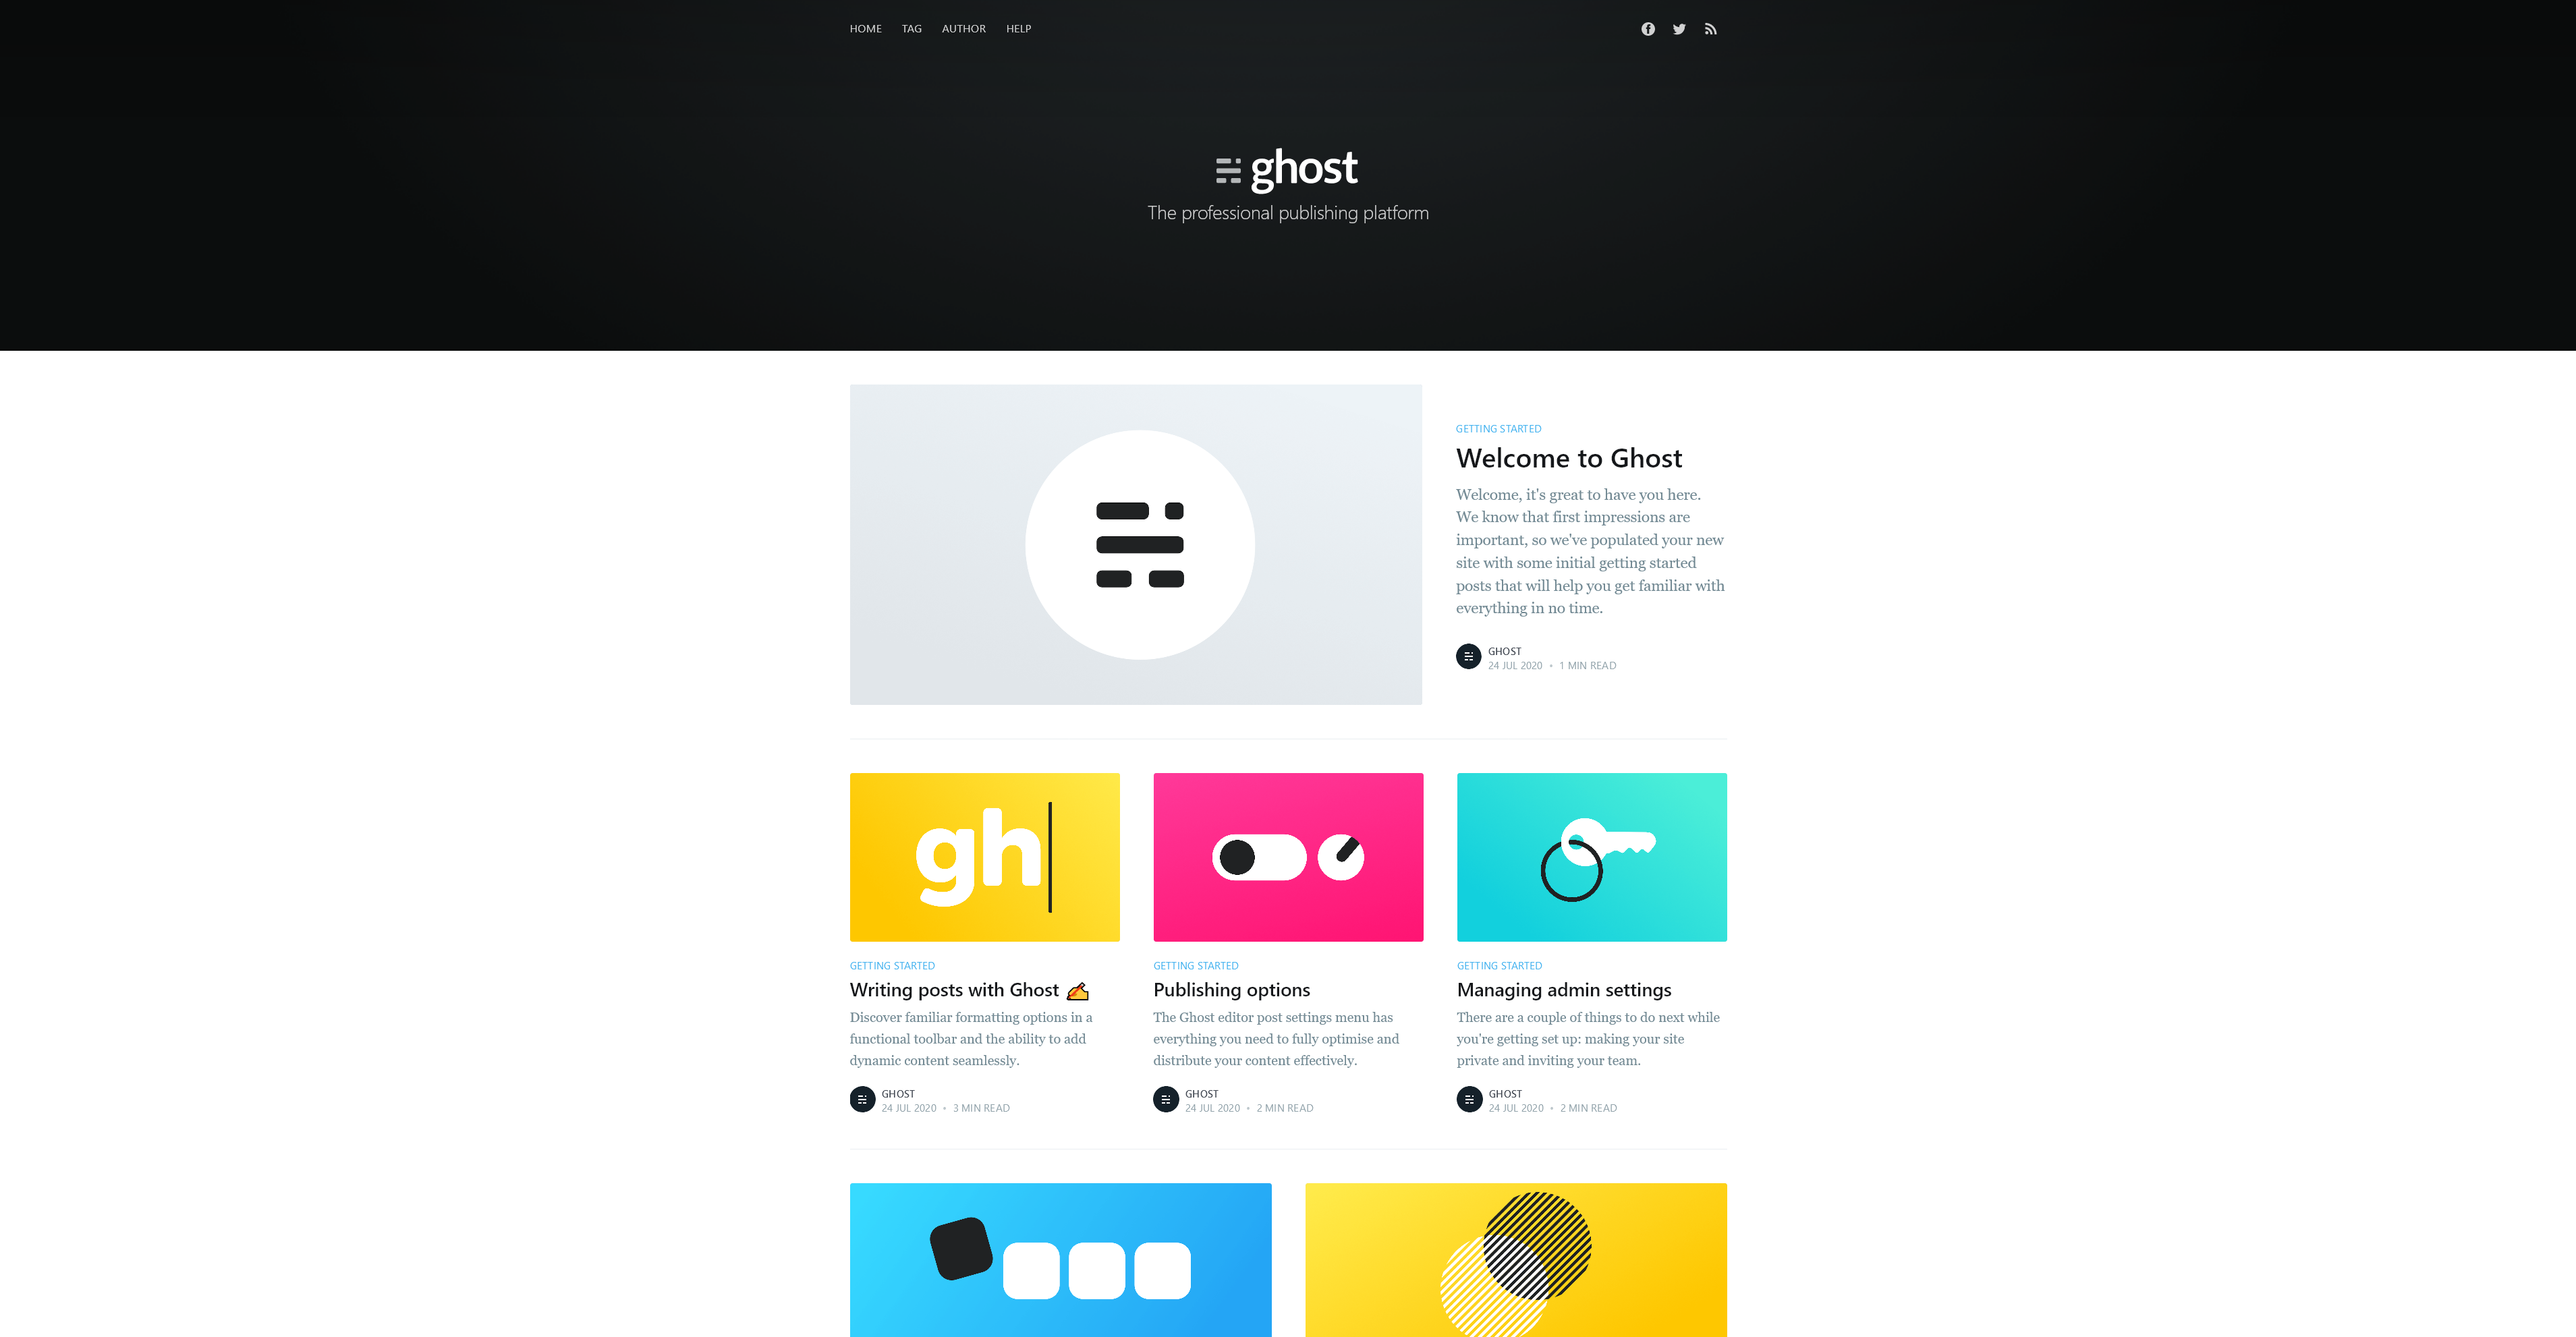 HOME TAG AUTHOR HELP
ghost
The professional publishing platform
GETTING STARTED
Welcome to Ghost
Welcome, it's great to have you here.
We know that first impressions are
important, so we've populated your new
site with some initial getting started
posts that will help you get familiar with
everything in no time.
GHOST
24 JUL 2020 • 1 MIN READ
gh
GETTING STARTED
Writing posts with Ghost ✍️
Discover familiar formatting options in a
functional toolbar and the ability to add
dynamic content seamlessly.
GHOST
24 JUL 2020 • 3 MIN READ
GETTING STARTED
Publishing options
The Ghost editor post settings menu has
everything you need to fully optimise and
distribute your content effectively.
GHOST
24 JUL 2020 • 2 MIN READ
GETTING STARTED
Managing admin settings
There are a couple of things to do next while
you're getting set up: making your site
private and inviting your team.
GHOST
24 JUL 2020 • 2 MIN READ